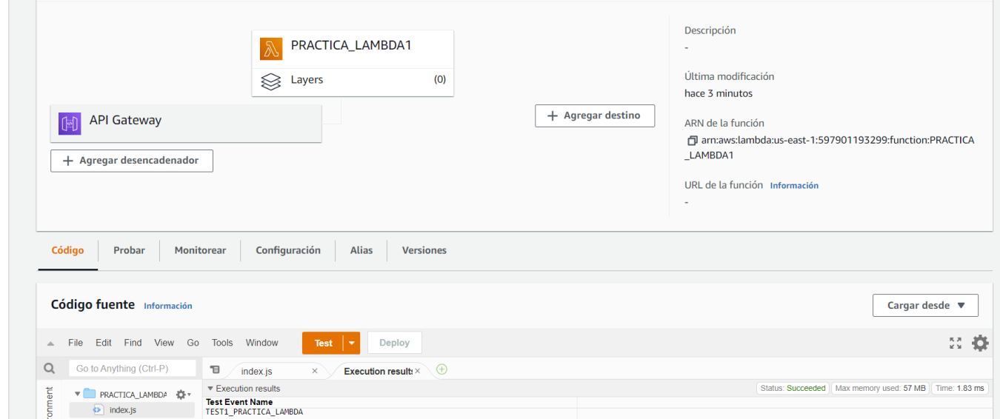 PRACTICA_LAMBDA1
Layers (0)
API Gateway
+ Agregar desencadenador
+ Agregar destino
Descripción
-
Última modificación
hace 3 minutos
ARN de la función
arn:aws:lambda:us-east-1:597901193299:function:PRACTICA
_LAMBDA1
URL de la función Información
-
Código Probar Monitorear Configuración Alias Versiones
Código fuente Información Cargar desde
File Edit Find View Go Tools Window Test Deploy
Go to Anything (Ctrl-P) index.js × Execution results ×
PRACTICA_LAMBDA
index.js
Execution results Status: Succeeded Max memory used: 57 MB Time: 1.83 ms
Test Event Name
TEST1_PRACTICA_LAMBDA